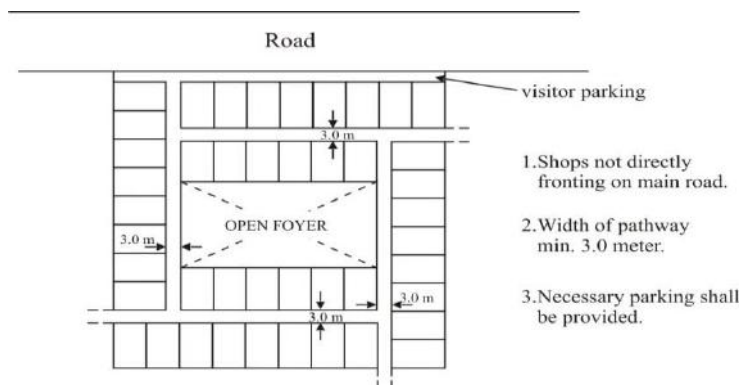 Road
visitor parking
3.0 m
1.Shops not directly
fronting on main road.
OPEN FOYER
2.Width of pathway
min. 3.0 meter.
3.0 m
3.0 m
3.Necessary parking shall
be provided.
3.0 m